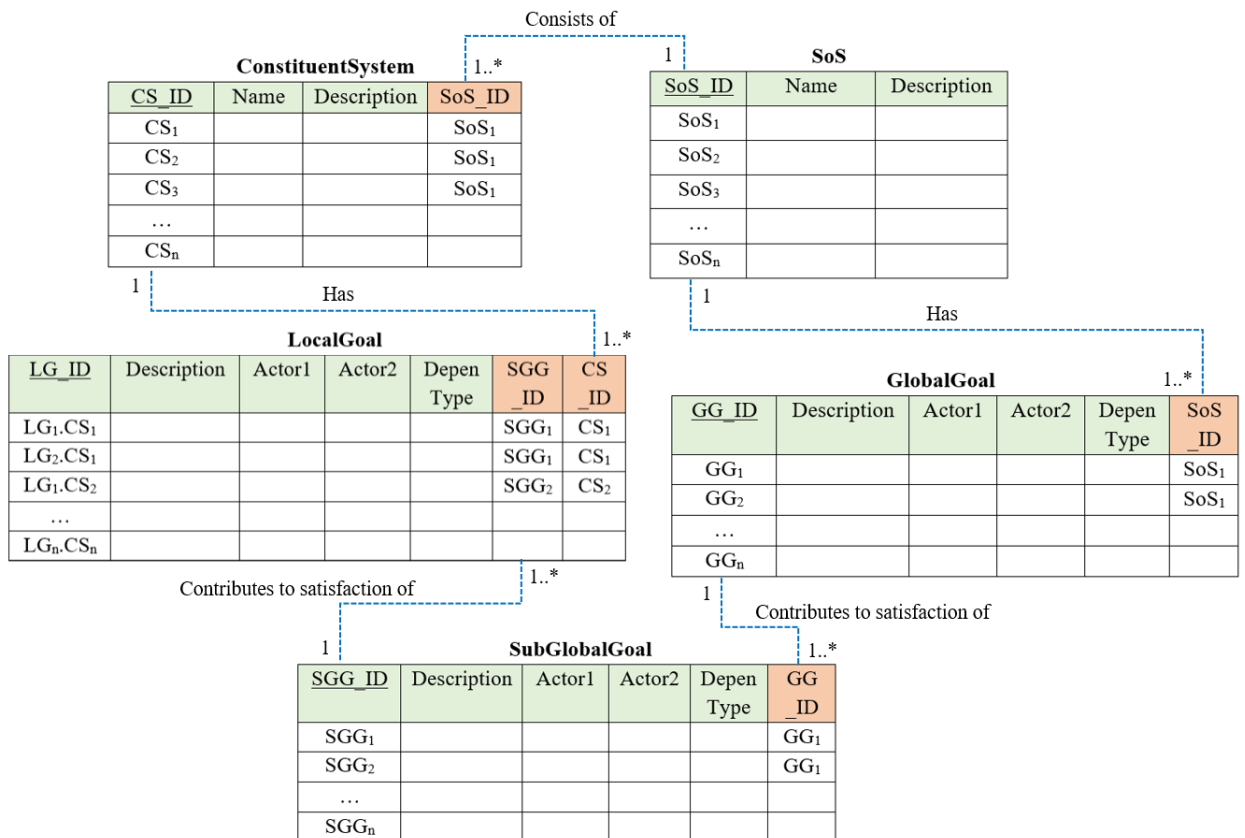 Consists of
1
1..*
SoS
ConstituentSystem
SoS_ID Name Description
CS_ID Name Description SoS_ID
SoS₁
CS₁ SoS₁
SoS₂
CS₂ SoS₁
SoS₃
CS₃ SoS₁
…
…
SoSₙ
CSₙ
1
Has
1
Has
LocalGoal
1..*
LG_ID Description Actor1 Actor2 Depen SGG CS
Type _ID _ID
GlobalGoal
1..*
GG_ID Description Actor1 Actor2 Depen SoS
Type _ID
LG₁.CS₁ SGG₁ CS₁
LG₂.CS₁ SGG₁ CS₁
LG₁.CS₂ SGG₂ CS₂
…
LGₙ.CSₙ
GG₁ SoS₁
GG₂ SoS₁
…
GGₙ
1..*
Contributes to satisfaction of
1
1
Contributes to satisfaction of
1..*
SubGlobalGoal
SGG_ID Description Actor1 Actor2 Depen GG
Type _ID
SGG₁ GG₁
SGG₂ GG₁
…
SGGₙ